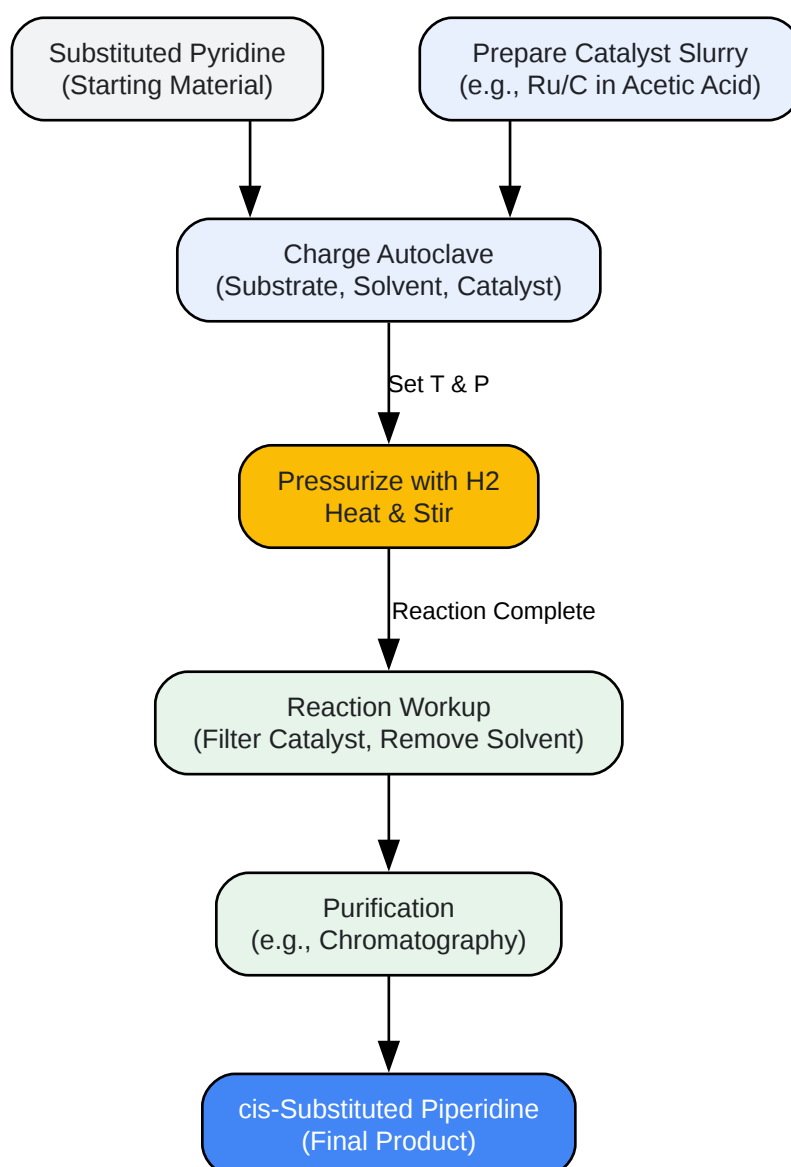 Substituted Pyridine
(Starting Material)
Prepare Catalyst Slurry
(e.g., Ru/C in Acetic Acid)
Charge Autoclave
(Substrate, Solvent, Catalyst)
Set T & P
Pressurize with H2
Heat & Stir
Reaction Complete
Reaction Workup
(Filter Catalyst, Remove Solvent)
Purification
(e.g., Chromatography)
cis-Substituted Piperidine
(Final Product)